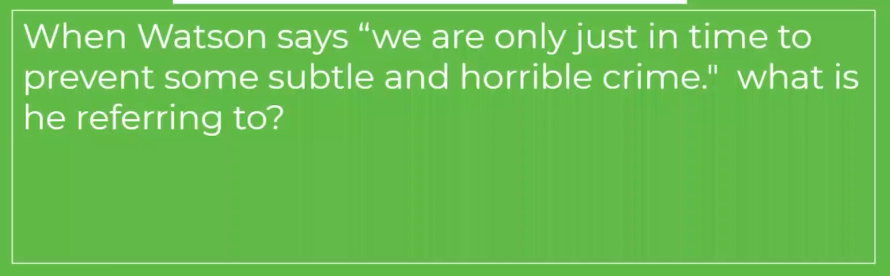 When Watson says “we are only just in time to
prevent some subtle and horrible crime."  what is
he referring to?